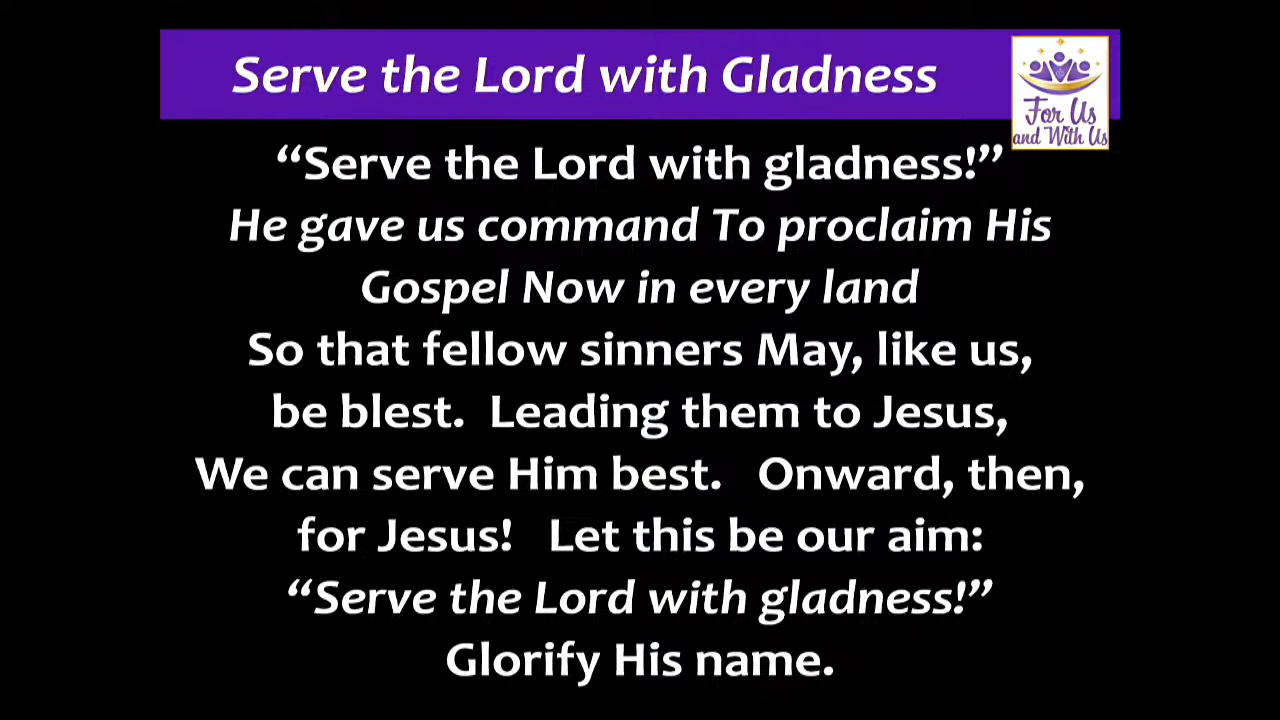 Serve the Lord with Gladness
For Us
and With Us
“Serve the Lord with gladness!”
He gave us command To proclaim His
Gospel Now in every land
So that fellow sinners May, like us,
be blest.  Leading them to Jesus,
We can serve Him best.   Onward, then,
for Jesus!   Let this be our aim:
“Serve the Lord with gladness!”
Glorify His name.